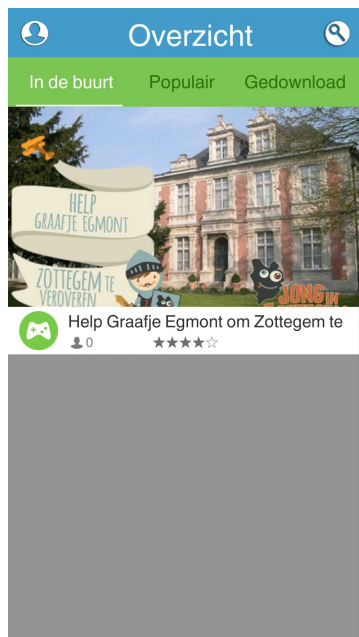 Overzicht
In de buurt Populair Gedownload
HELP
GRAAFJE EGMONT
ZOTTEGEM TE
VEROVEREN
JONG IN
Help Graafje Egmont om Zottegem te
0